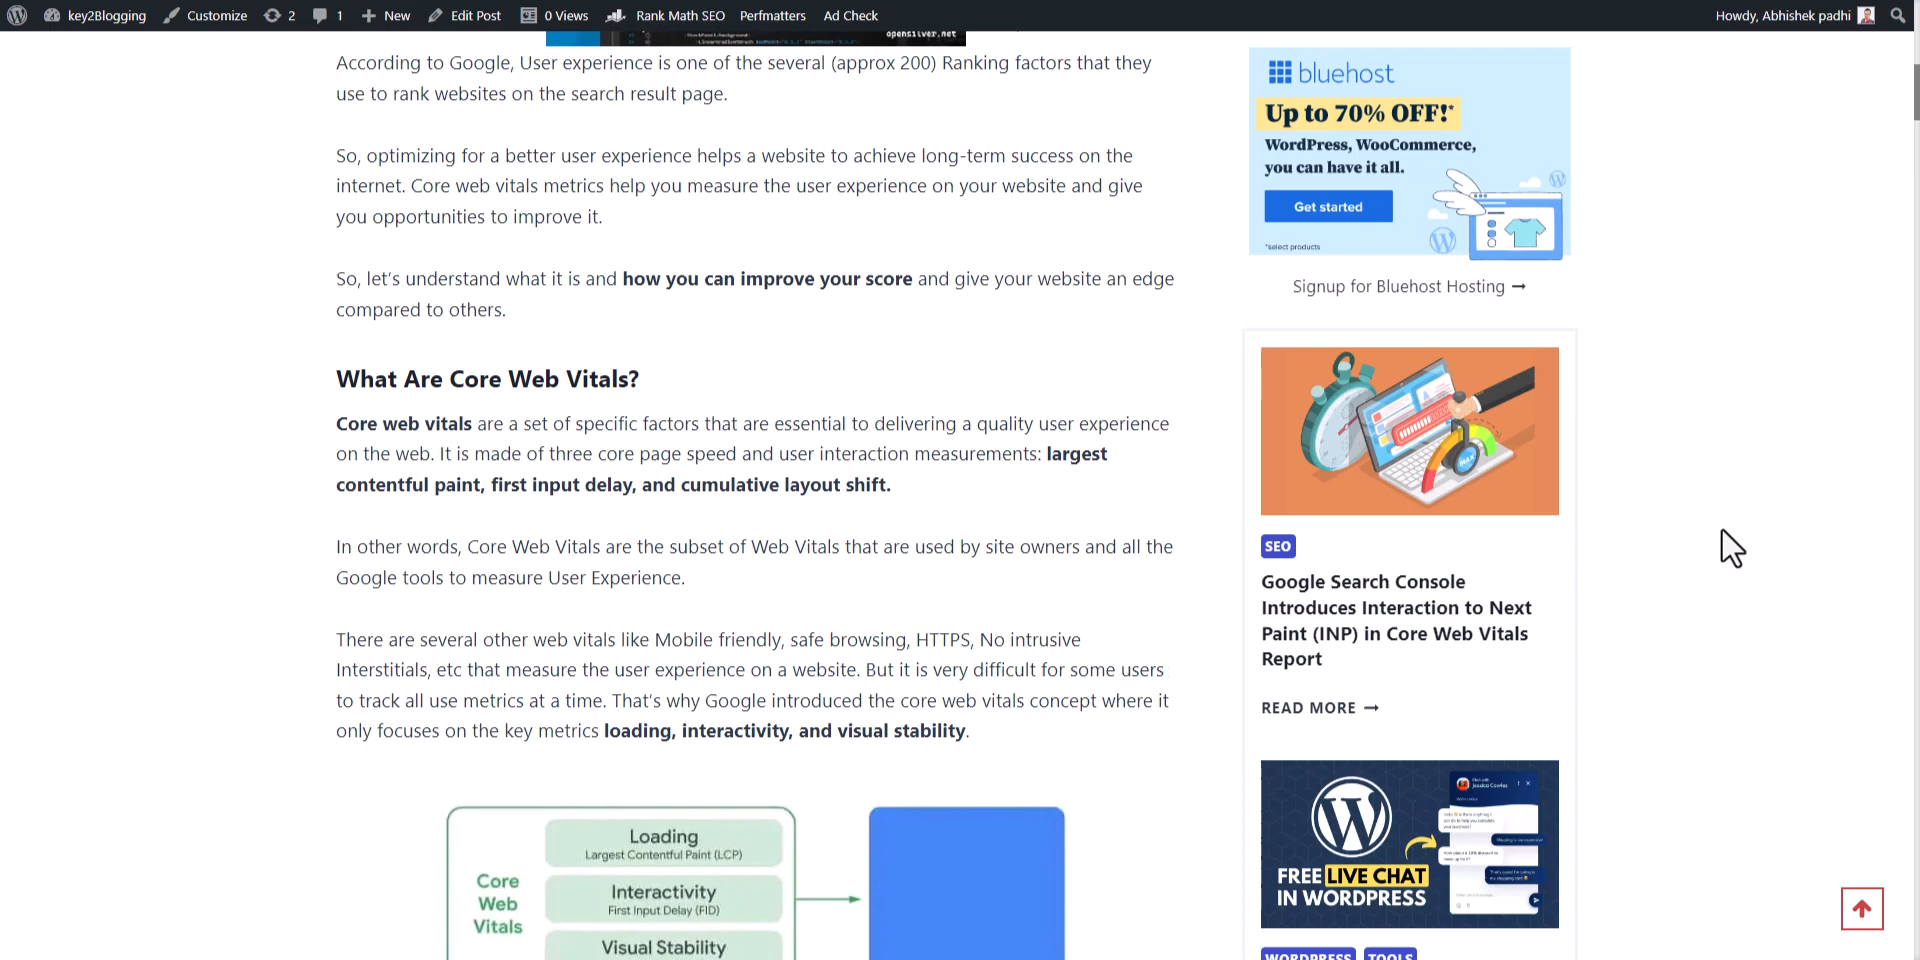 key2Blogging
Customize
2
1
New
Edit Post
0 Views
Rank Math SEO
Perfmatters
Ad Check
Howdy, Abhishek padhi
opensilver.net
According to Google, User experience is one of the several (approx 200) Ranking factors that they
use to rank websites on the search result page.
So, optimizing for a better user experience helps a website to achieve long-term success on the
internet. Core web vitals metrics help you measure the user experience on your website and give
you opportunities to improve it.
So, let's understand what it is and how you can improve your score and give your website an edge
compared to others.
What Are Core Web Vitals?
Core web vitals are a set of specific factors that are essential to delivering a quality user experience
on the web. It is made of three core page speed and user interaction measurements: largest
contentful paint, first input delay, and cumulative layout shift.
In other words, Core Web Vitals are the subset of Web Vitals that are used by site owners and all the
Google tools to measure User Experience.
There are several other web vitals like Mobile friendly, safe browsing, HTTPS, No intrusive
Interstitials, etc that measure the user experience on a website. But it is very difficult for some users
to track all use metrics at a time. That's why Google introduced the core web vitals concept where it
only focuses on the key metrics loading, interactivity, and visual stability.
Core
Web
Vitals
Loading
Largest Contentful Paint (LCP)
Interactivity
First Input Delay (FID)
Visual Stability
bluehost
Up to 70% OFF!*
WordPress, WooCommerce,
you can have it all.
Get started
*select products
Signup for Bluehost Hosting →
MAX
SEO
Google Search Console
Introduces Interaction to Next
Paint (INP) in Core Web Vitals
Report
READ MORE →
Chat with
Jessica Cowles
FREE LIVE CHAT
IN WORDPRESS
WORDPRESS
TOOLS